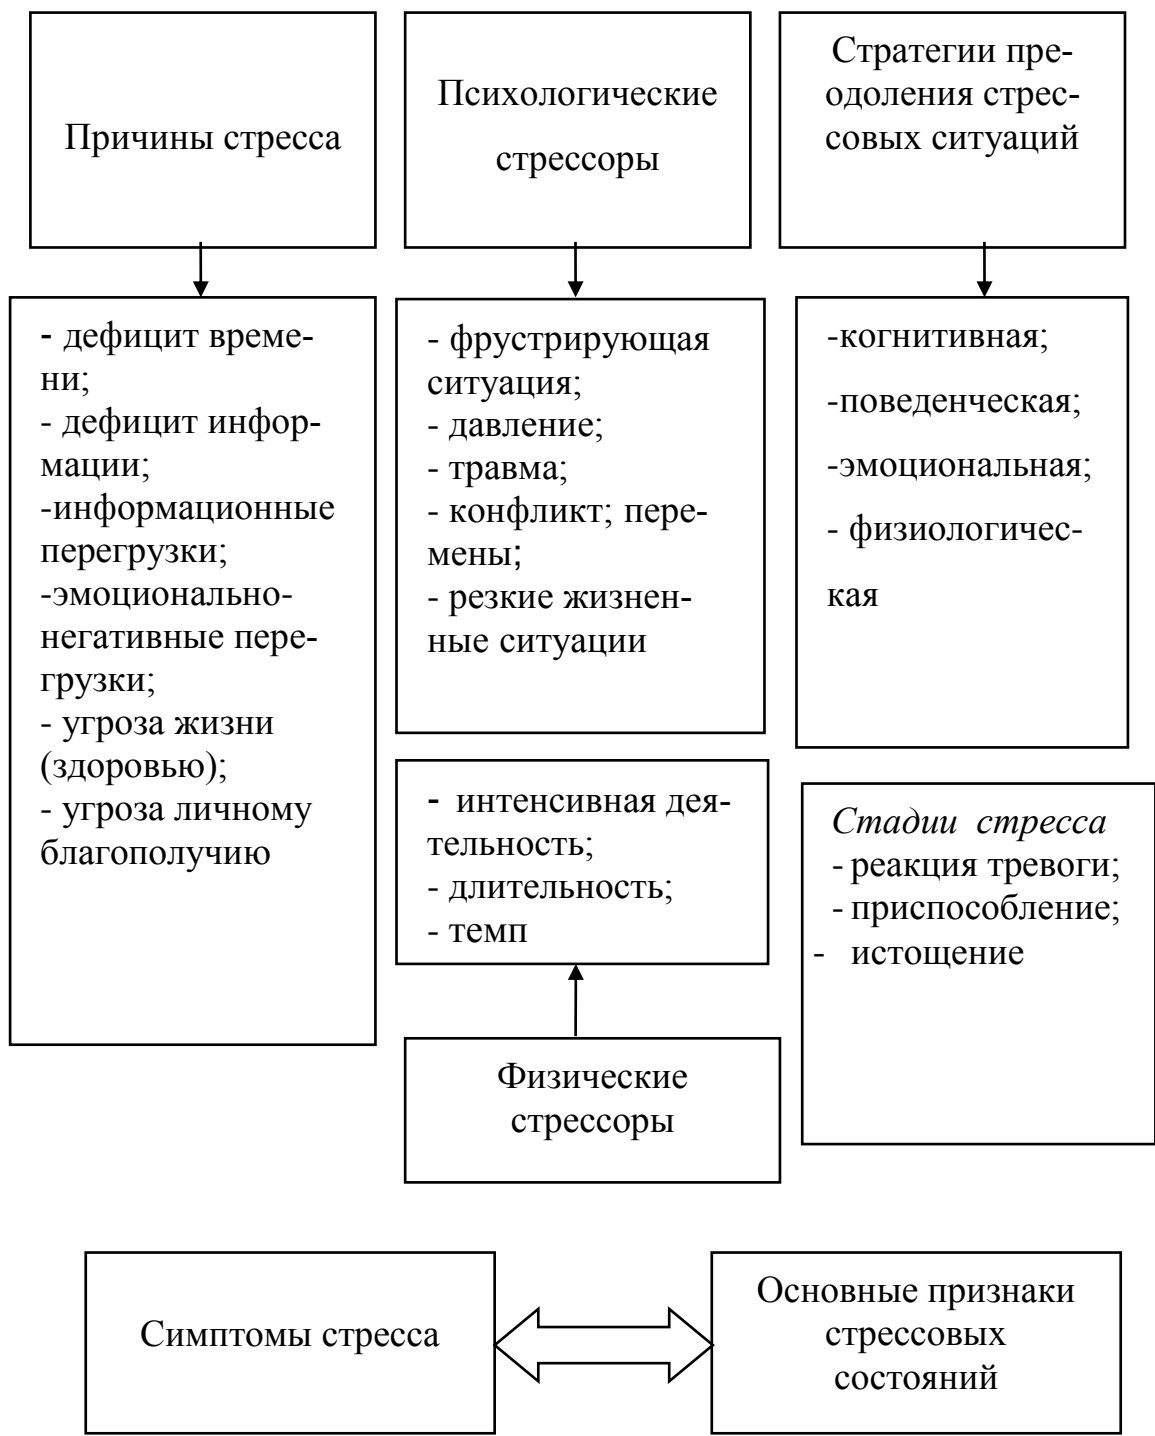 Причины стресса
Психологические
стрессоры
Стратегии пре-
одоления стрес-
совых ситуаций
- дефицит време-
ни;
- дефицит инфор-
мации;
-информационные
перегрузки;
-эмоционально-
негативные пере-
грузки;
- угроза жизни
(здоровью);
- угроза личному
благополучию
- фрустрирующая
ситуация;
- давление;
- травма;
- конфликт; пере-
мены;
- резкие жизнен-
ные ситуации
-когнитивная;
-поведенческая;
-эмоциональная;
- физиологичес-
кая
- интенсивная дея-
тельность;
- длительность;
- темп
Стадии стресса
- реакция тревоги;
- приспособление;
- истощение
Физические
стрессоры
Симптомы стресса
Основные признаки
стрессовых
состояний